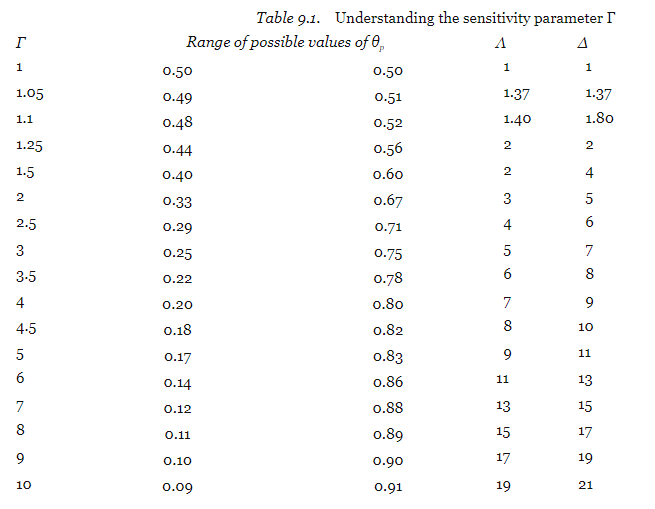 Table 9.1. Understanding the sensitivity parameter Γ
Γ Range of possible values of θp Λ Δ
1 0.50 0.50 1 1
1.05 0.49 0.51 1.37 1.37
1.1 0.48 0.52 1.40 1.80
1.25 0.44 0.56 2 2
1.5 0.40 0.60 2 4
2 0.33 0.67 3 5
2.5 0.29 0.71 4 6
3 0.25 0.75 5 7
3.5 0.22 0.78 6 8
4 0.20 0.80 7 9
4.5 0.18 0.82 8 10
5 0.17 0.83 9 11
6 0.14 0.86 11 13
7 0.12 0.88 13 15
8 0.11 0.89 15 17
9 0.10 0.90 17 19
10 0.09 0.91 19 21